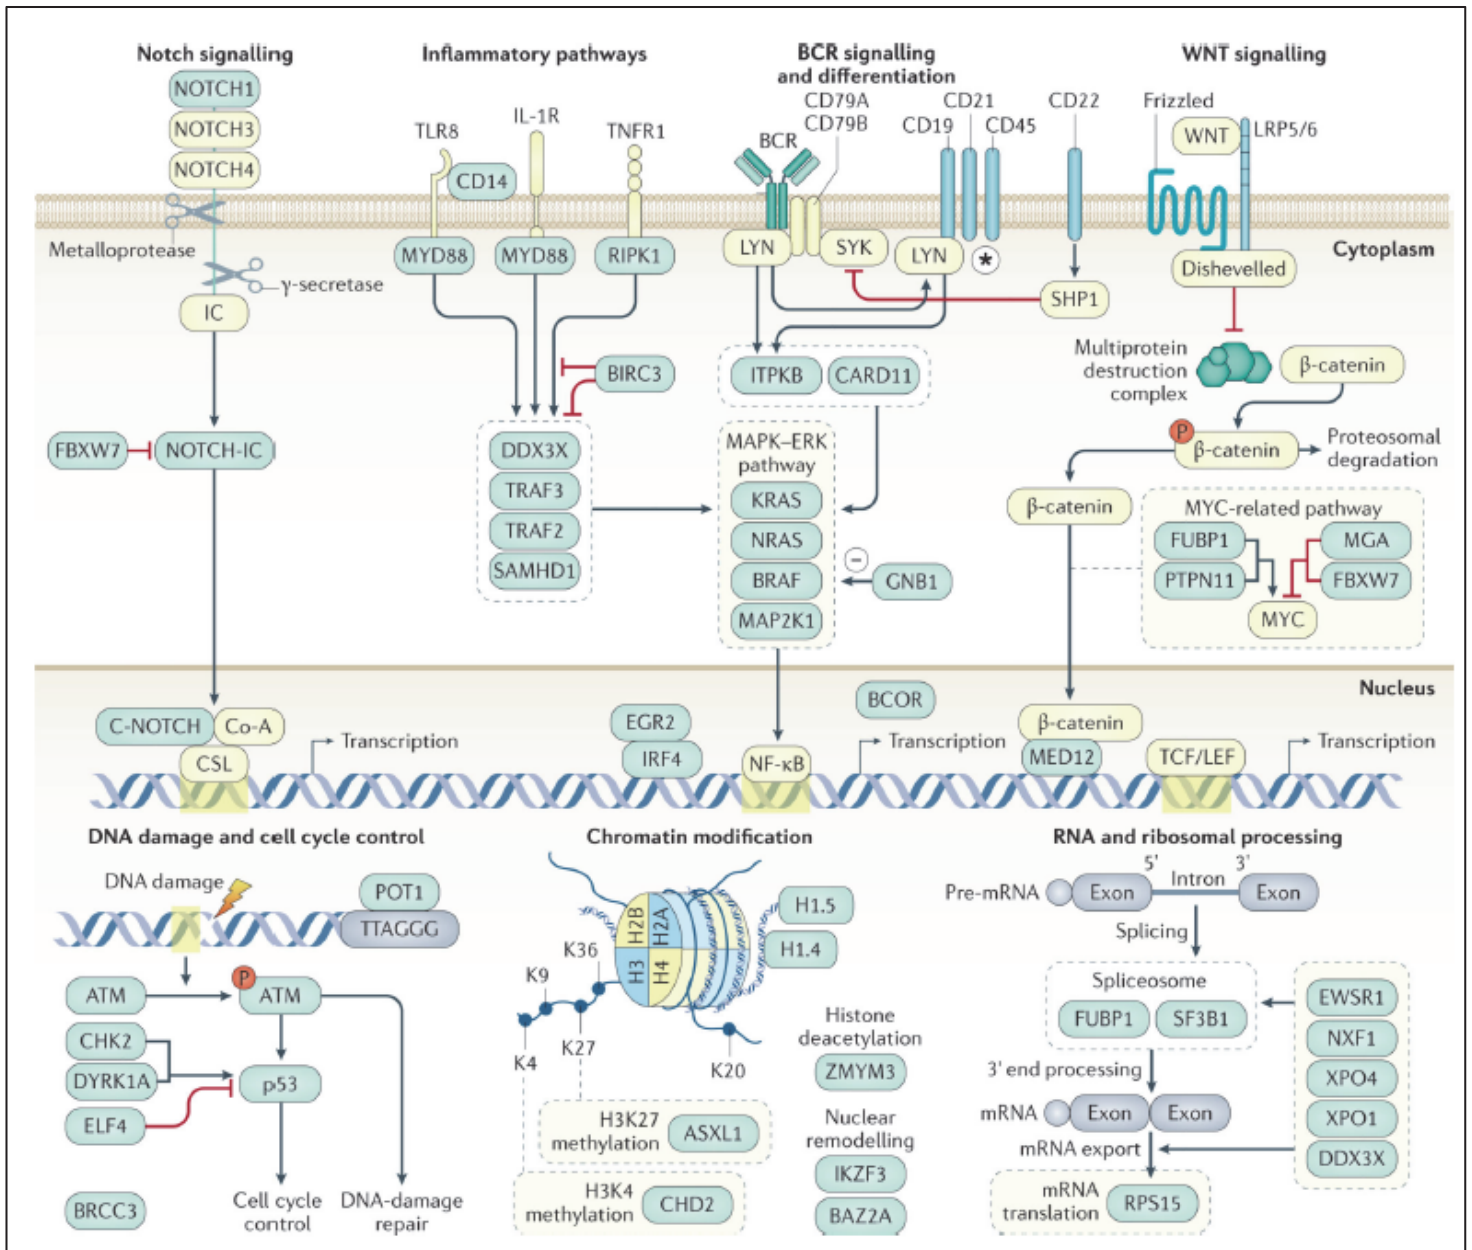 Notch signalling
NOTCH1
NOTCH3
NOTCH4
Metalloprotease
γ-secretase
IC
FBXW7
NOTCH-IC
C-NOTCH
Co-A
CSL
Transcription
Inflammatory pathways
TLR8
CD14
IL-1R
TNFR1
MYD88
MYD88
RIPK1
BIRC3
DDX3X
TRAF3
TRAF2
SAMHD1
BCR signalling
and differentiation
CD79A
CD79B
BCR
CD21
CD19
CD45
CD22
LYN
SYK
LYN
*
SHP1
ITPKB
CARD11
MAPK–ERK
pathway
KRAS
NRAS
BRAF
MAP2K1
−
GNB1
EGR2
IRF4
NF-κB
BCOR
Transcription
WNT signalling
Frizzled
WNT
LRP5/6
Cytoplasm
Dishevelled
Multiprotein
destruction
complex
β-catenin
P
β-catenin
Proteosomal
degradation
β-catenin
MYC-related pathway
FUBP1
PTPN11
MGA
FBXW7
MYC
Nucleus
β-catenin
MED12
TCF/LEF
Transcription
DNA damage and cell cycle control
DNA damage
POT1
TTAGGG
ATM
P
ATM
CHK2
DYRK1A
p53
ELF4
BRCC3
Cell cycle
control
DNA-damage
repair
Chromatin modification
H2B
H2A
H3
H4
H1.5
H1.4
K36
K9
K4
K27
K20
H3K27
methylation
ASXL1
H3K4
methylation
CHD2
Histone
deacetylation
ZMYM3
Nuclear
remodelling
IKZF3
BAZ2A
RNA and ribosomal processing
5'
3'
Pre-mRNA
Exon
Intron
Exon
Splicing
Spliceosome
FUBP1
SF3B1
EWSR1
NXF1
XPO4
XPO1
DDX3X
3' end processing
mRNA
Exon
Exon
mRNA export
mRNA
translation
RPS15